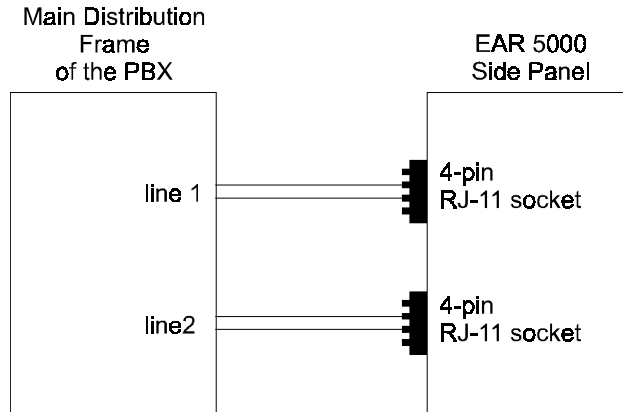 Main Distribution
Frame
of the PBX
EAR 5000
Side Panel
line 1
4-pin
RJ-11 socket
line2
4-pin
RJ-11 socket